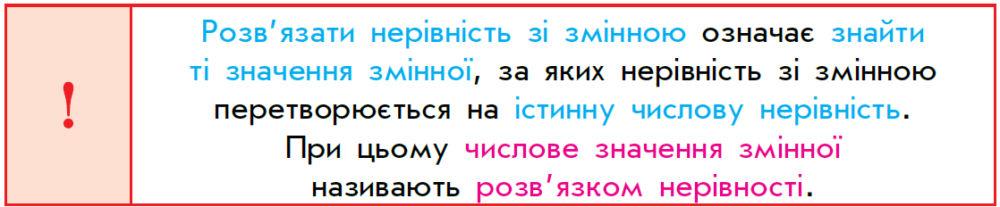 !
Розв’язати нерівність зі змінною означає знайти
ті значення змінної, за яких нерівність зі змінною
перетворюється на істинну числову нерівність.
При цьому числове значення змінної
називають розв’язком нерівності.